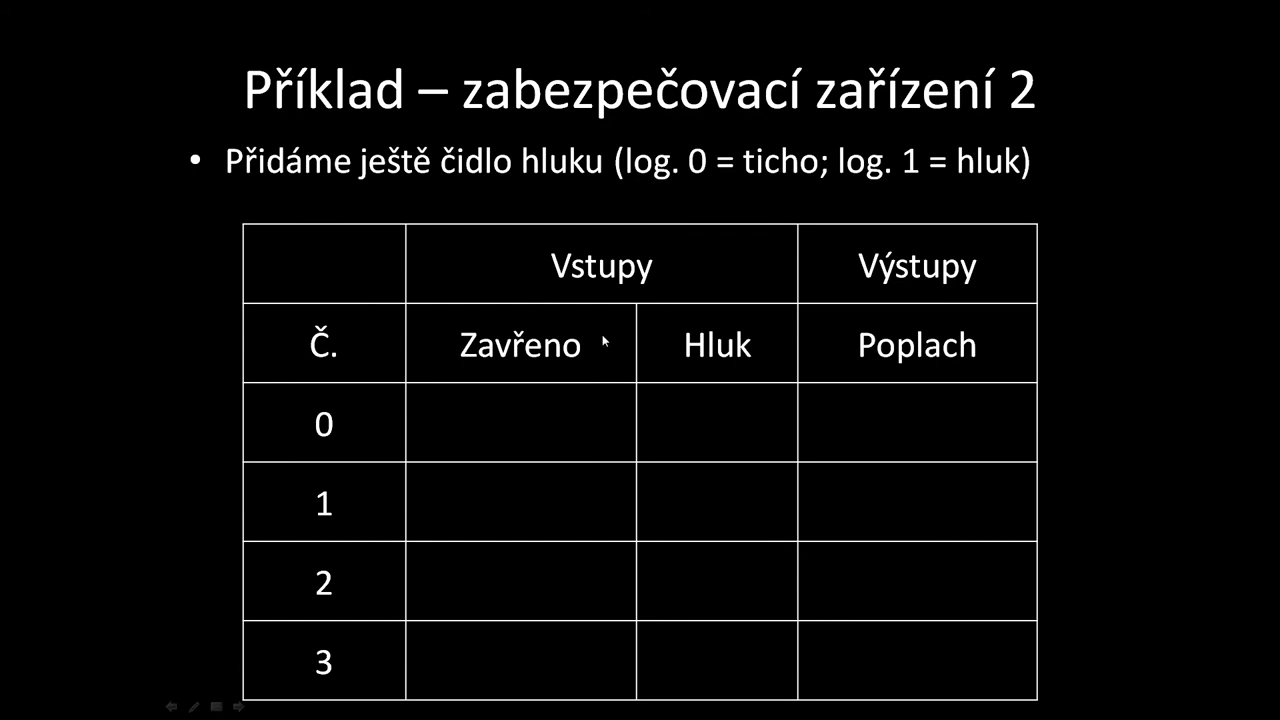 Příklad – zabezpečovací zařízení 2
• Přidáme ještě čidlo hluku (log. 0 = ticho; log. 1 = hluk)
Vstupy Výstupy
Č. Zavřeno Hluk Poplach
0
1
2
3